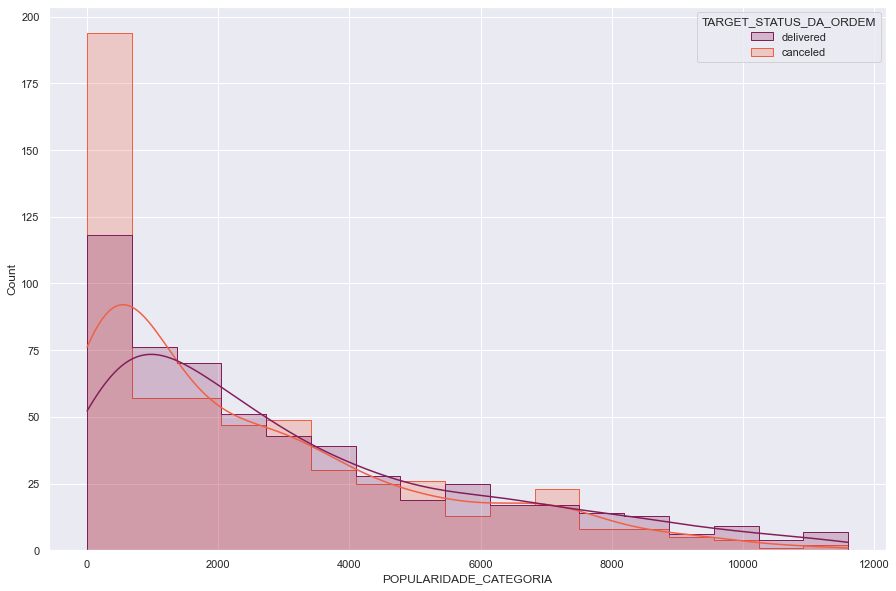 TARGET_STATUS_DA_ORDEM
delivered
canceled
200
175
150
125
100
75
50
25
0
Count
0 2000 4000 6000 8000 10000 12000
POPULARIDADE_CATEGORIA